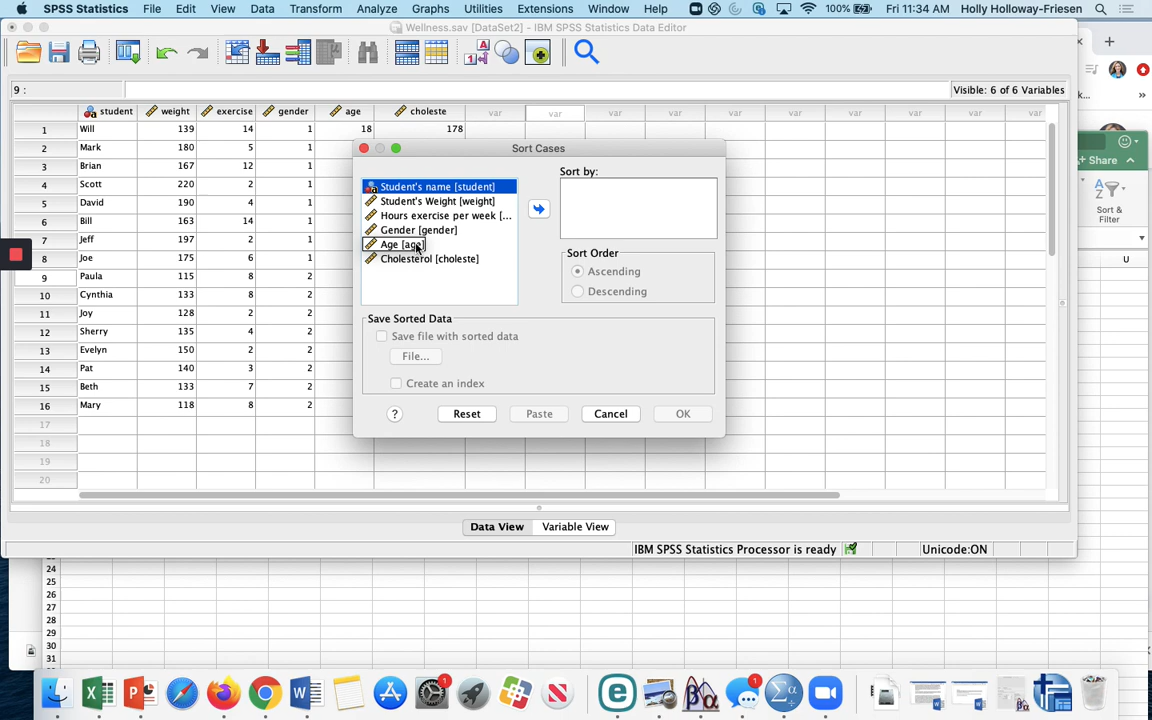 SPSS Statistics File Edit View Data Transform Analyze Graphs Utilities Extensions Window Help 100% Fri 11:34 AM Holly Holloway-Friesen
Wellness.sav [DataSet2] - IBM SPSS Statistics Data Editor
9 :
Visible: 6 of 6 Variables
student weight exercise gender age choleste var var var var var var var var var var
1 Will 139 14 1 18 178
2 Mark 180 5 1
3 Brian 167 12 1
4 Scott 220 2 1
5 David 190 4 1
6 Bill 163 14 1
7 Jeff 197 2 1
8 Joe 175 6 1
9 Paula 115 8 2
10 Cynthia 133 8 2
11 Joy 128 2 2
12 Sherry 135 4 2
13 Evelyn 150 2 2
14 Pat 140 3 2
15 Beth 133 7 2
16 Mary 118 8 2
17
18
19
20
Sort Cases
Student's name [student]
Student's Weight [weight]
Hours exercise per week [...
Gender [gender]
Age [age]
Cholesterol [choleste]
Sort by:
Sort Order
Ascending
Descending
Save Sorted Data
Save file with sorted data
File...
Create an index
? Reset Paste Cancel OK
Data View Variable View
IBM SPSS Statistics Processor is ready
Unicode:ON
k...
»
Share
Sort &
Filter
U
24
25
26
27
28
29
30
31
1
1
1